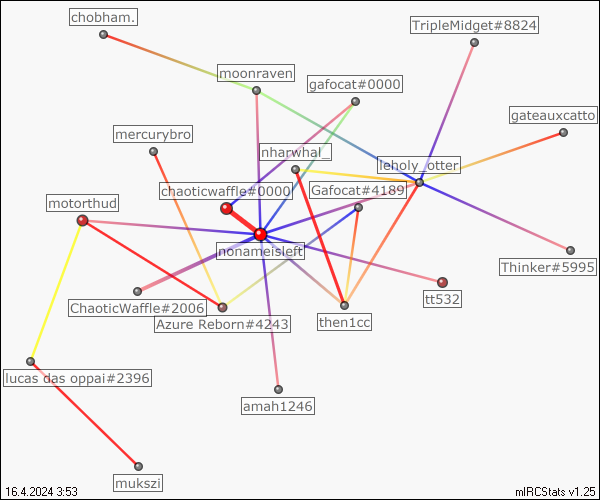 chobham.
TripleMidget#8824
moonraven
gafocat#0000
gateauxcatto
mercurybro
nharwhal_
leholy_otter
chaoticwaffle#0000
Gafocat#4189
motorthud
nonameisleft
Thinker#5995
ChaoticWaffle#2006
tt532
Azure Reborn#4243
then1cc
lucas das oppai#2396
amah1246
mukszi
16.4.2024 3:53
mIRCStats v1.25